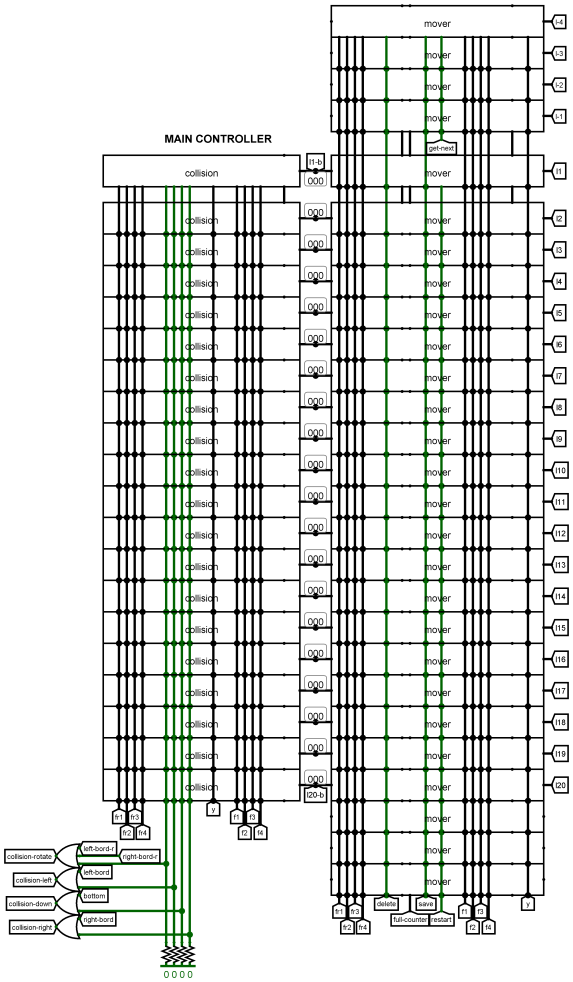 mover l-4
mover l-3
mover l-2
mover l-1
get-next
MAIN CONTROLLER
l1-b
collision 000 mover l1
collision 000 mover l2
collision 000 mover l3
collision 000 mover l4
collision 000 mover l5
collision 000 mover l6
collision 000 mover l7
collision 000 mover l8
collision 000 mover l9
collision 000 mover l10
collision 000 mover l11
collision 000 mover l12
collision 000 mover l13
collision 000 mover l14
collision 000 mover l15
collision 000 mover l16
collision 000 mover l17
collision 000 mover l18
collision 000 mover l19
collision 000 mover l20
l20-b
mover
mover
mover
fr1 fr3 y f1 f3
fr2 fr4 f2 f4
fr1 fr3 delete save f1 f3 y
full-counter restart
fr2 fr4 f2 f4
left-bord-r
collision-rotate right-bord-r
left-bord
collision-left
bottom
collision-down
right-bord
collision-right
0 0 0 0